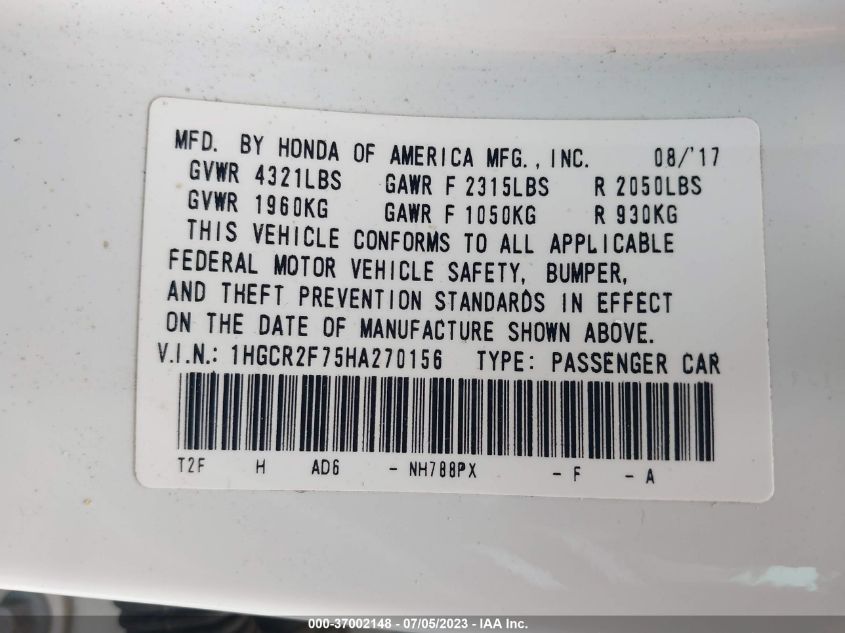 MFD. BY HONDA OF AMERICA MFG., INC. 08/'17
GVWR 4321LBS GAWR F 2315LBS R 2050LBS
GVWR 1960KG GAWR F 1050KG R 930KG
THIS VEHICLE CONFORMS TO ALL APPLICABLE
FEDERAL MOTOR VEHICLE SAFETY, BUMPER,
AND THEFT PREVENTION STANDARDS IN EFFECT
ON THE DATE OF MANUFACTURE SHOWN ABOVE.
V.I.N.: 1HGCR2F75HA270156 TYPE: PASSENGER CAR
T2F H AD6 - NH788PX - F - A
000-37002148 - 07/05/2023 - IAA Inc.